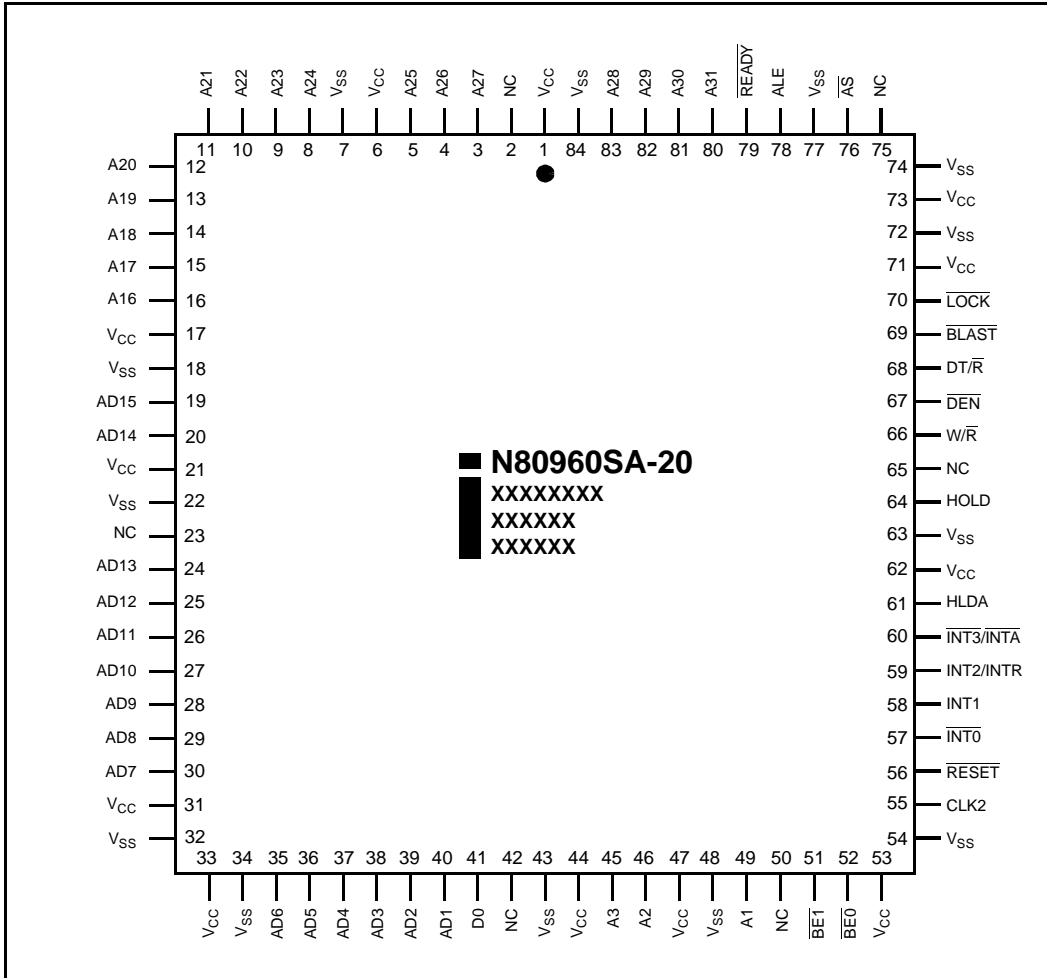 A21 A22 A23 A24 VSS VCC A25 A26 A27 NC VCC VSS A28 A29 A30 A31 READY ALE VSS AS NC
11 10 9 8 7 6 5 4 3 2 1 84 83 82 81 80 79 78 77 76 75
A20 12 74 VSS
A19 13 73 VCC
A18 14 72 VSS
A17 15 71 VCC
A16 16 70 LOCK
VCC 17 69 BLAST
VSS 18 68 DT/R
AD15 19 67 DEN
AD14 20 66 W/R
N80960SA-20
VCC 21 65 NC
XXXXXXXX
VSS 22 64 HOLD
XXXXXX
NC 23 63 VSS
XXXXXX
AD13 24 62 VCC
AD12 25 61 HLDA
AD11 26 60 INT3/INTA
AD10 27 59 INT2/INTR
AD9 28 58 INT1
AD8 29 57 INT0
AD7 30 56 RESET
VCC 31 55 CLK2
VSS 32 54 VSS
33 34 35 36 37 38 39 40 41 42 43 44 45 46 47 48 49 50 51 52 53
VCC VSS AD6 AD5 AD4 AD3 AD2 AD1 D0 NC VSS VCC A3 A2 VCC VSS A1 NC BE1 BE0 VCC